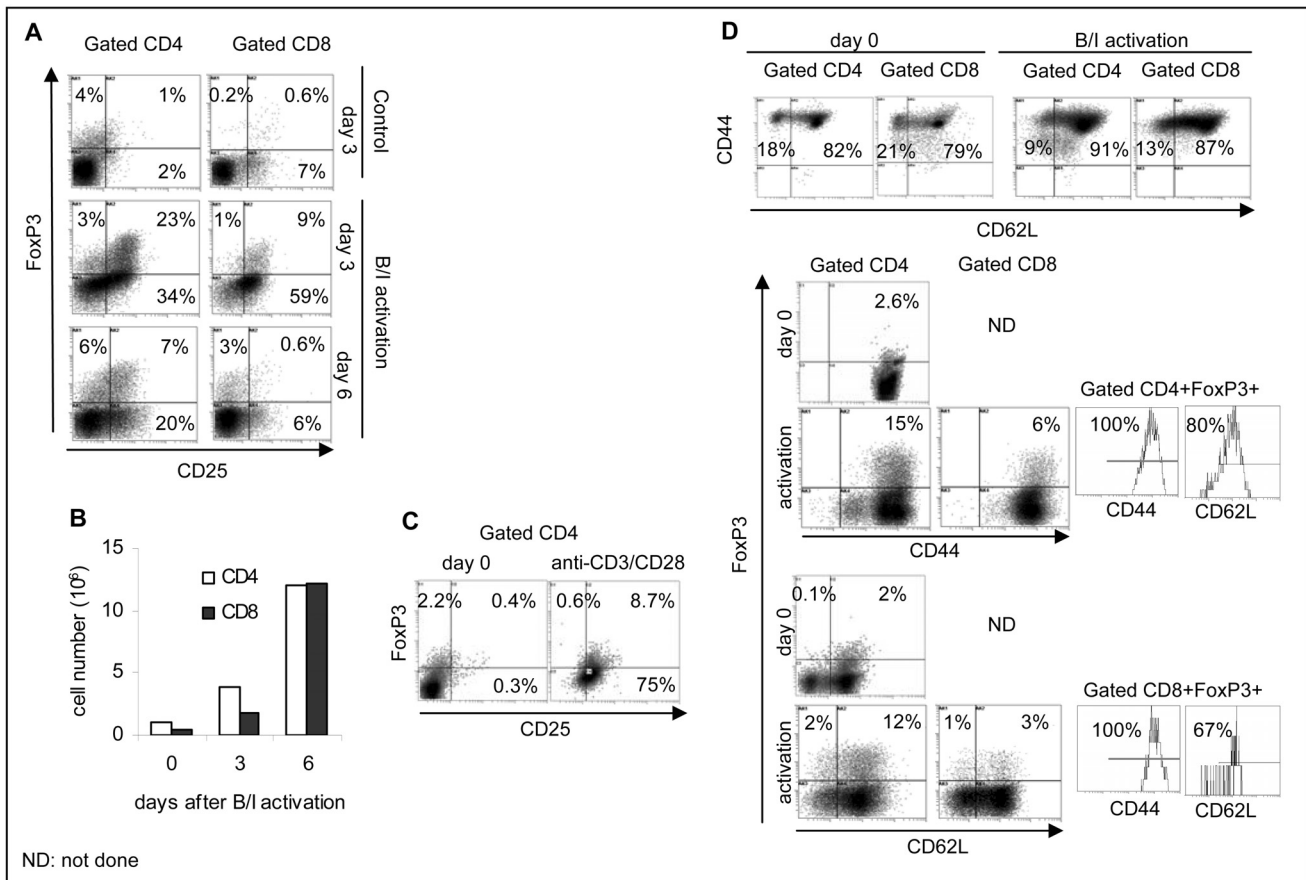 A
Gated CD4
Gated CD8
FoxP3
4%
1%
2%
0.2%
0.6%
7%
Control
day 3
3%
23%
34%
1%
9%
59%
day 3
B/I activation
6%
7%
20%
3%
0.6%
6%
day 6
CD25
B
cell number (10⁶)
15
10
5
0
CD4
CD8
0
3
6
days after B/I activation
ND: not done
C
Gated CD4
day 0
anti-CD3/CD28
FoxP3
2.2%
0.4%
0.3%
0.6%
8.7%
75%
CD25
D
day 0
B/I activation
Gated CD4
Gated CD8
Gated CD4
Gated CD8
CD44
18%
82%
21%
79%
9%
91%
13%
87%
CD62L
Gated CD4
Gated CD8
FoxP3
day 0
2.6%
ND
activation
15%
6%
CD44
Gated CD4+FoxP3+
100%
80%
CD44
CD62L
day 0
0.1%
2%
ND
activation
2%
12%
1%
3%
CD62L
Gated CD8+FoxP3+
100%
67%
CD44
CD62L